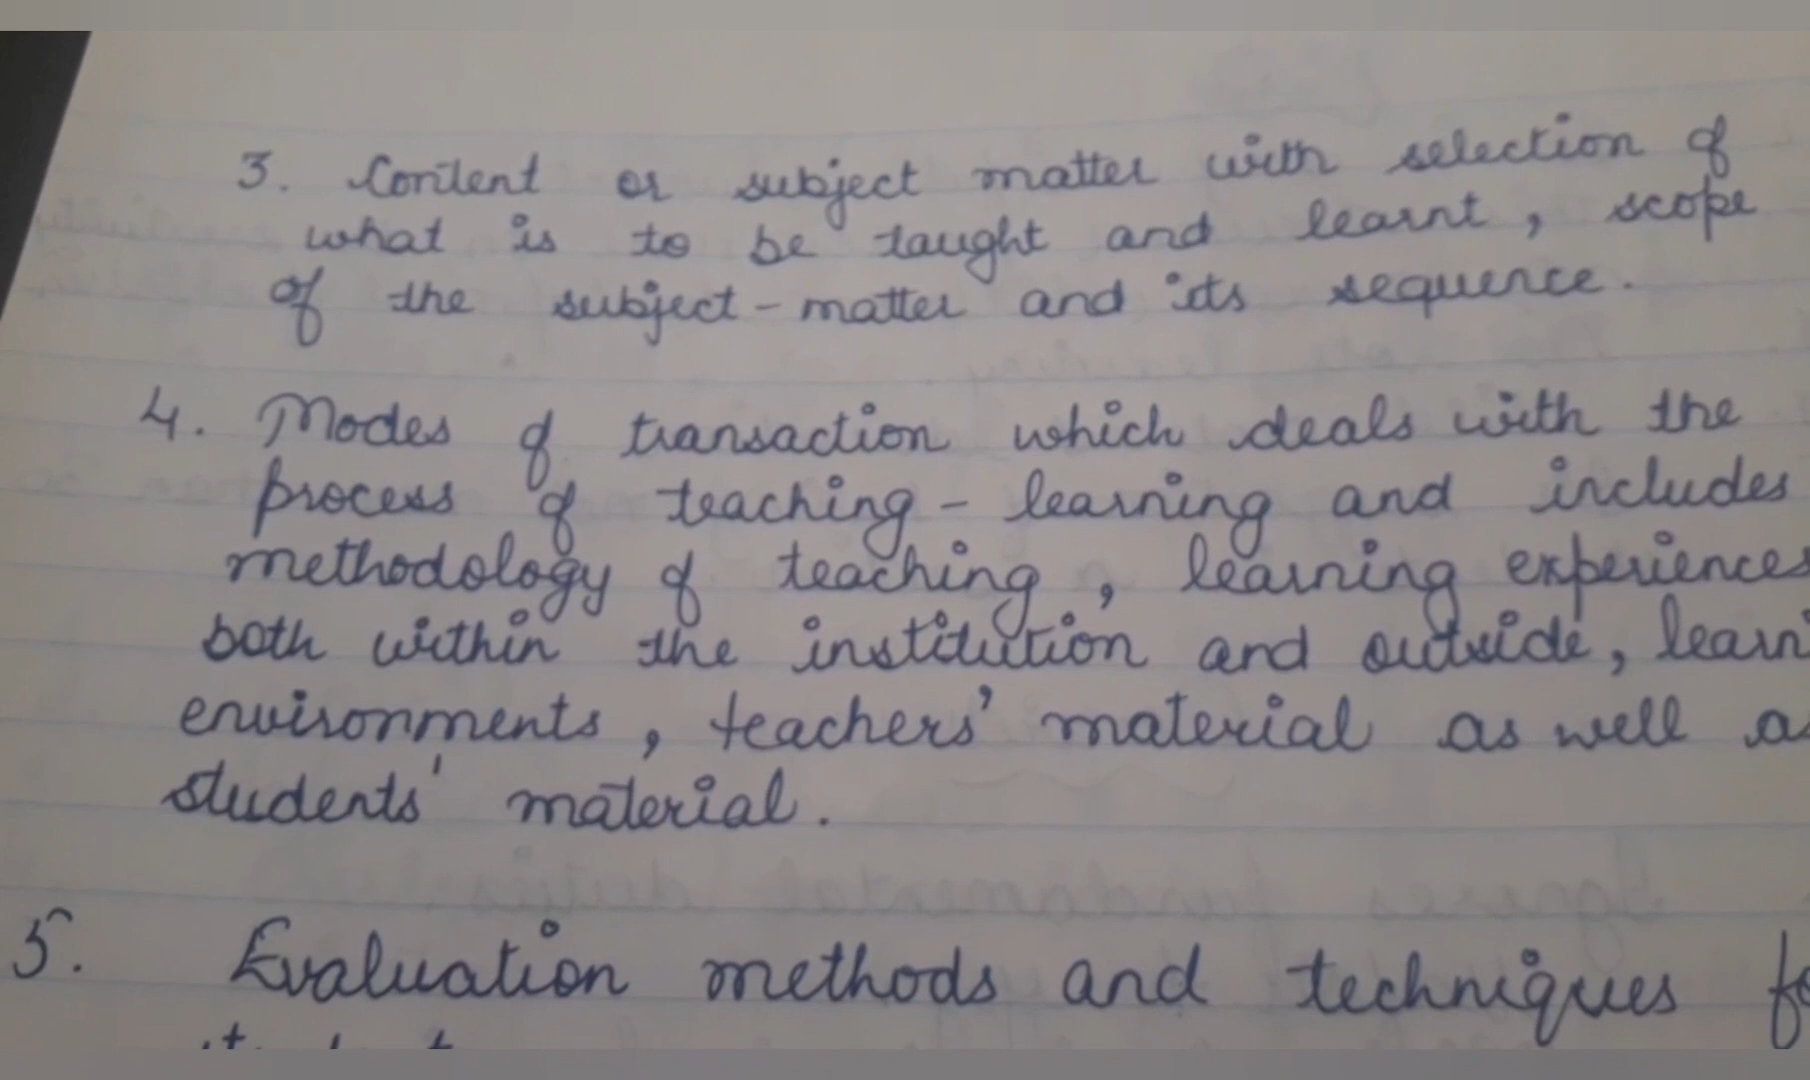 3. Content or subject matter with selection of
what is to be taught and learnt, scope
of the subject-matter and its sequence.
4. Modes of transaction which deals with the
process of teaching - learning and includes
methodology of teaching, learning experiences
both within the institution and outside, learn
environments, teachers' material as well as
students' material.
5. Evaluation methods and techniques